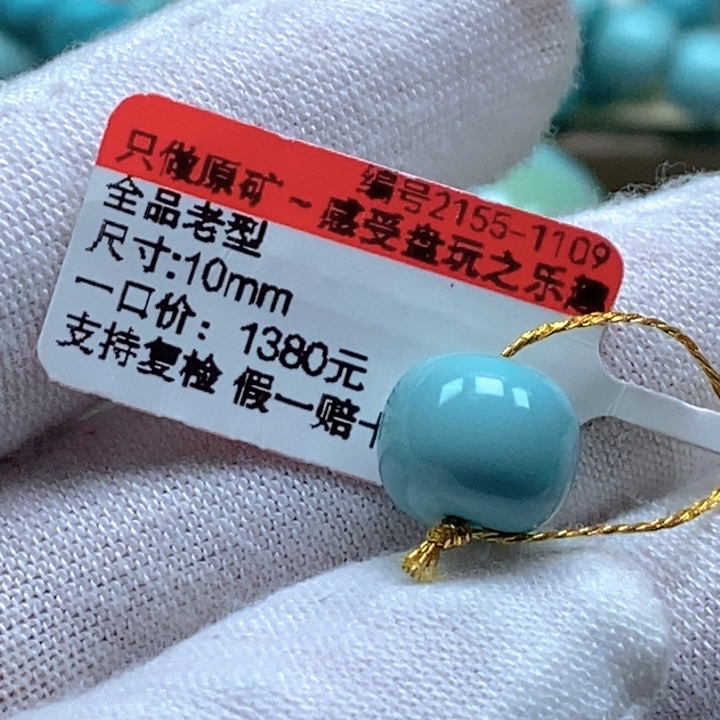 编号2155-1109
只做原矿~感受盘玩之乐趣
全品老型
尺寸:10mm
一口价：1380元
支持复检 假一赔十